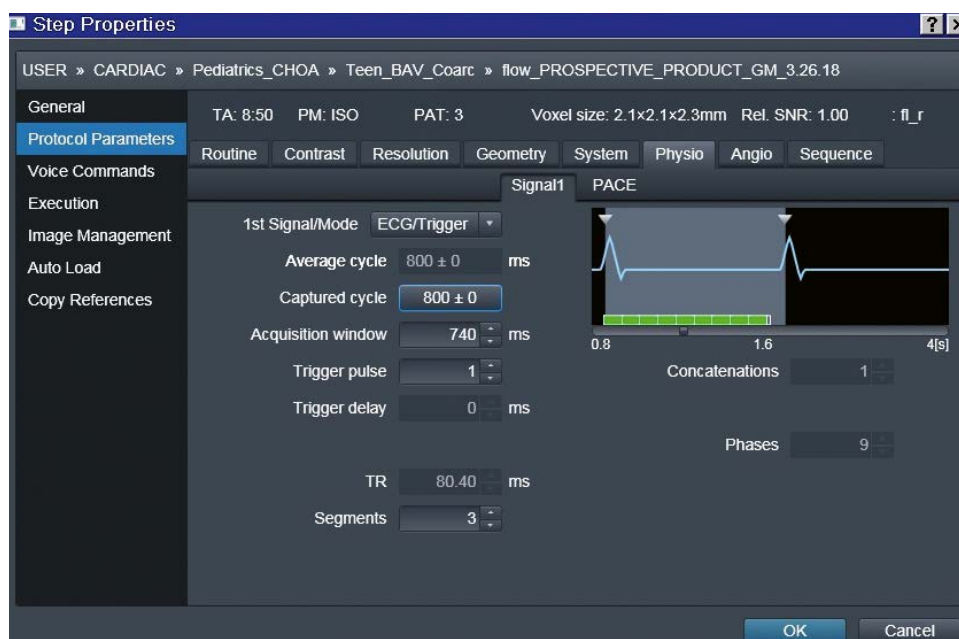 Step Properties
USER » CARDIAC » Pediatrics_CHOA » Teen_BAV_Coarc » flow_PROSPECTIVE_PRODUCT_GM_3.26.18
General
Protocol Parameters
Voice Commands
Execution
Image Management
Auto Load
Copy References
TA: 8:50 PM: ISO PAT: 3 Voxel size: 2.1×2.1×2.3mm Rel. SNR: 1.00 : fl_r
Routine Contrast Resolution Geometry System Physio Angio Sequence
Signal1 PACE
1st Signal/Mode ECG/Trigger
Average cycle 800 ± 0 ms
Captured cycle 800 ± 0
Acquisition window 740 ms
Trigger pulse 1
Trigger delay 0 ms
TR 80.40 ms
Segments 3
0.8 1.6 4[s]
Concatenations 1
Phases 9
OK Cancel